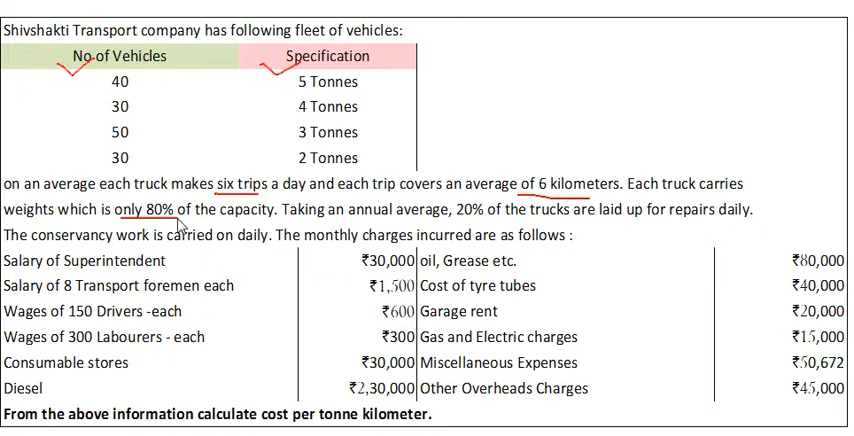 Shivshakti Transport company has following fleet of vehicles:
No.of Vehicles Specification
40 5 Tonnes
30 4 Tonnes
50 3 Tonnes
30 2 Tonnes
on an average each truck makes six trips a day and each trip covers an average of 6 kilometers. Each truck carries
weights which is only 80% of the capacity. Taking an annual average, 20% of the trucks are laid up for repairs daily.
The conservancy work is carried on daily. The monthly charges incurred are as follows :
Salary of Superintendent ₹30,000 oil, Grease etc. ₹80,000
Salary of 8 Transport foremen each ₹1,500 Cost of tyre tubes ₹40,000
Wages of 150 Drivers -each ₹600 Garage rent ₹20,000
Wages of 300 Labourers - each ₹300 Gas and Electric charges ₹15,000
Consumable stores ₹30,000 Miscellaneous Expenses ₹50,672
Diesel ₹2,30,000 Other Overheads Charges ₹45,000
From the above information calculate cost per tonne kilometer.